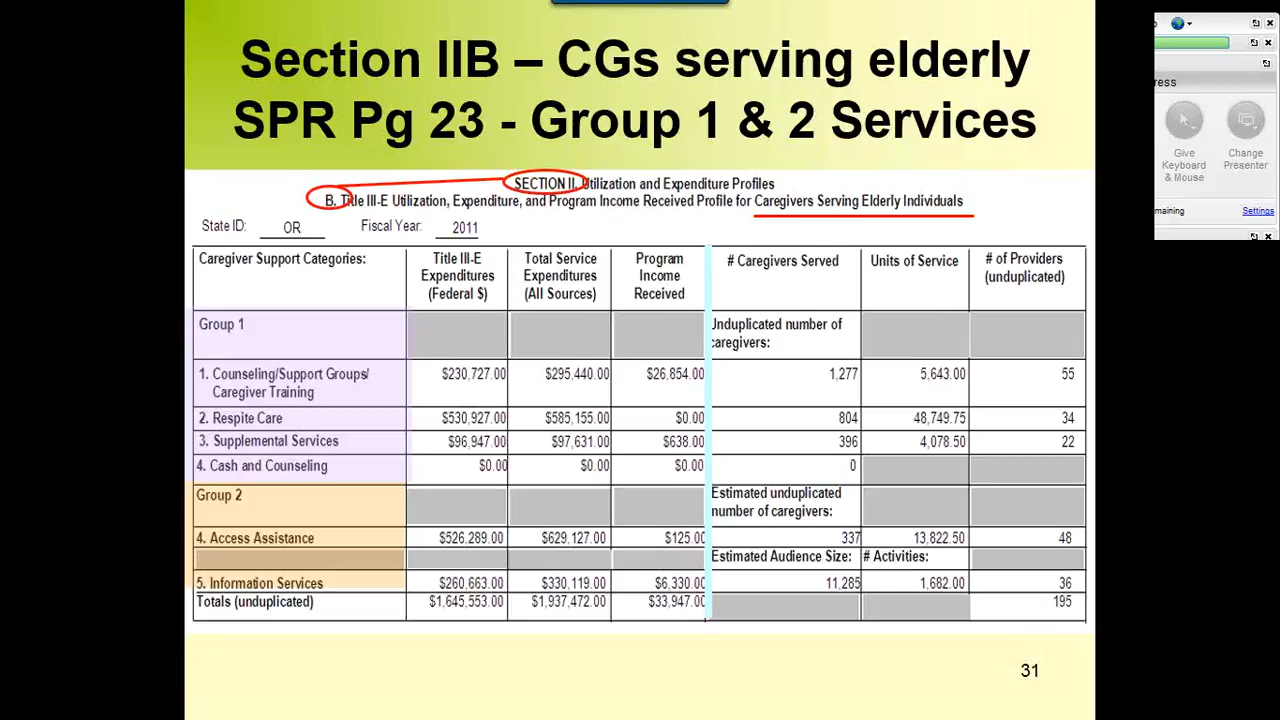 Section IIB – CGs serving elderly
SPR Pg 23 - Group 1 & 2 Services
SECTION II. Utilization and Expenditure Profiles
B. Title III-E Utilization, Expenditure, and Program Income Received Profile for Caregivers Serving Elderly Individuals
State ID: OR Fiscal Year: 2011
Caregiver Support Categories: Title III-E Expenditures (Federal $) Total Service Expenditures (All Sources) Program Income Received # Caregivers Served Units of Service # of Providers (unduplicated)
Group 1 Unduplicated number of caregivers:
1. Counseling/Support Groups/ Caregiver Training $230,727.00 $295,440.00 $26,854.00 1,277 5,643.00 55
2. Respite Care $530,927.00 $585,155.00 $0.00 804 48,749.75 34
3. Supplemental Services $96,947.00 $97,631.00 $638.00 396 4,078.50 22
4. Cash and Counseling $0.00 $0.00 $0.00 0
Group 2 Estimated unduplicated number of caregivers:
4. Access Assistance $526,289.00 $629,127.00 $125.00 337 13,822.50 48
Estimated Audience Size: # Activities:
5. Information Services $260,663.00 $330,119.00 $6,330.00 11,285 1,682.00 36
Totals (unduplicated) $1,645,553.00 $1,937,472.00 $33,947.00 195
31
ress
Give Keyboard & Mouse
Change Presenter
maining Settings